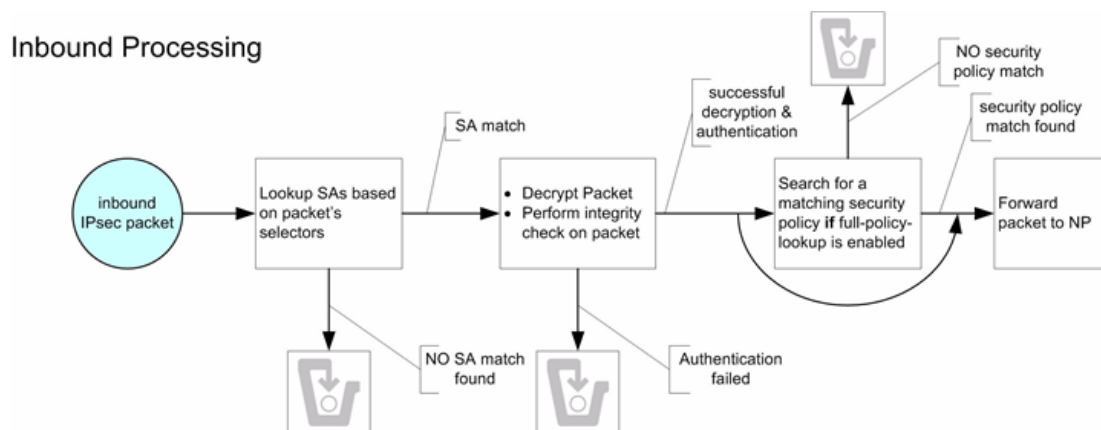 Inbound Processing
NO security
policy match
successful
decryption &
authentication
security policy
match found
SA match
inbound
IPsec packet
Lookup SAs based
on packet's
selectors
• Decrypt Packet
• Perform integrity
check on packet
Search for a
matching security
policy if full-policy-
lookup is enabled
Forward
packet to NP
NO SA match
found
Authentication
failed